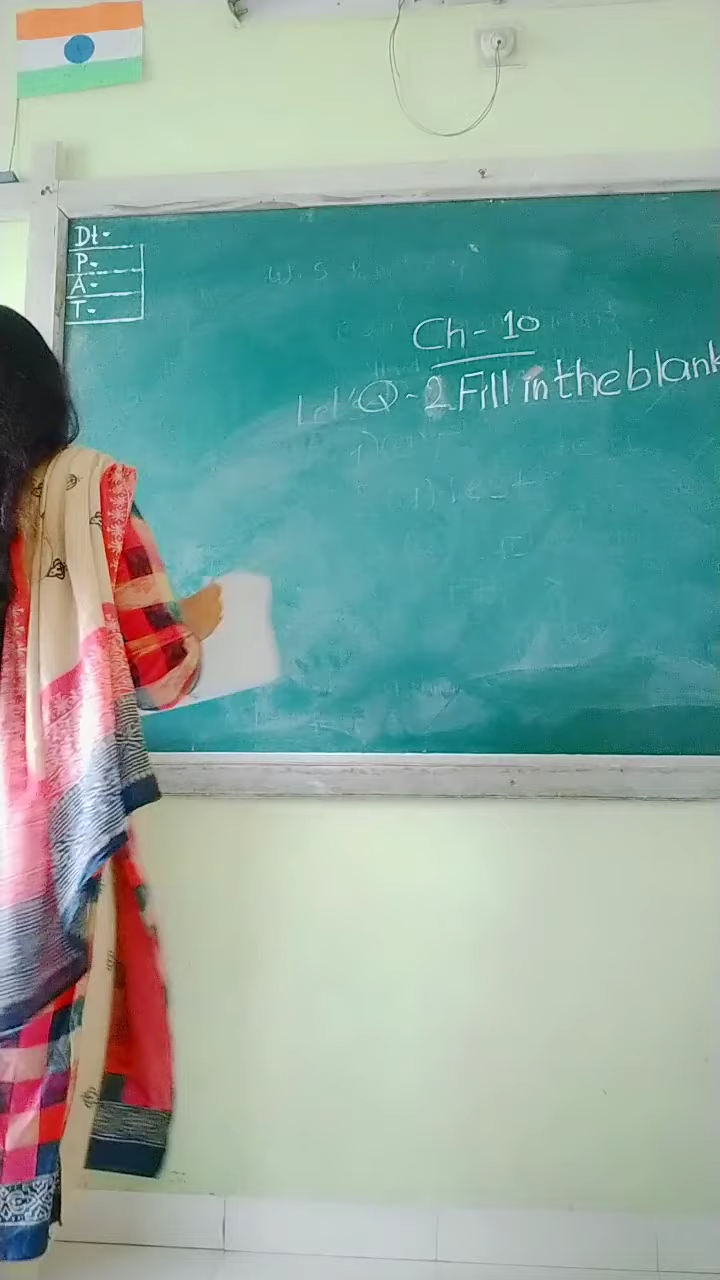 Dt-
P-
A-
T-
Ch - 10
Q - 2 Fill in the blank